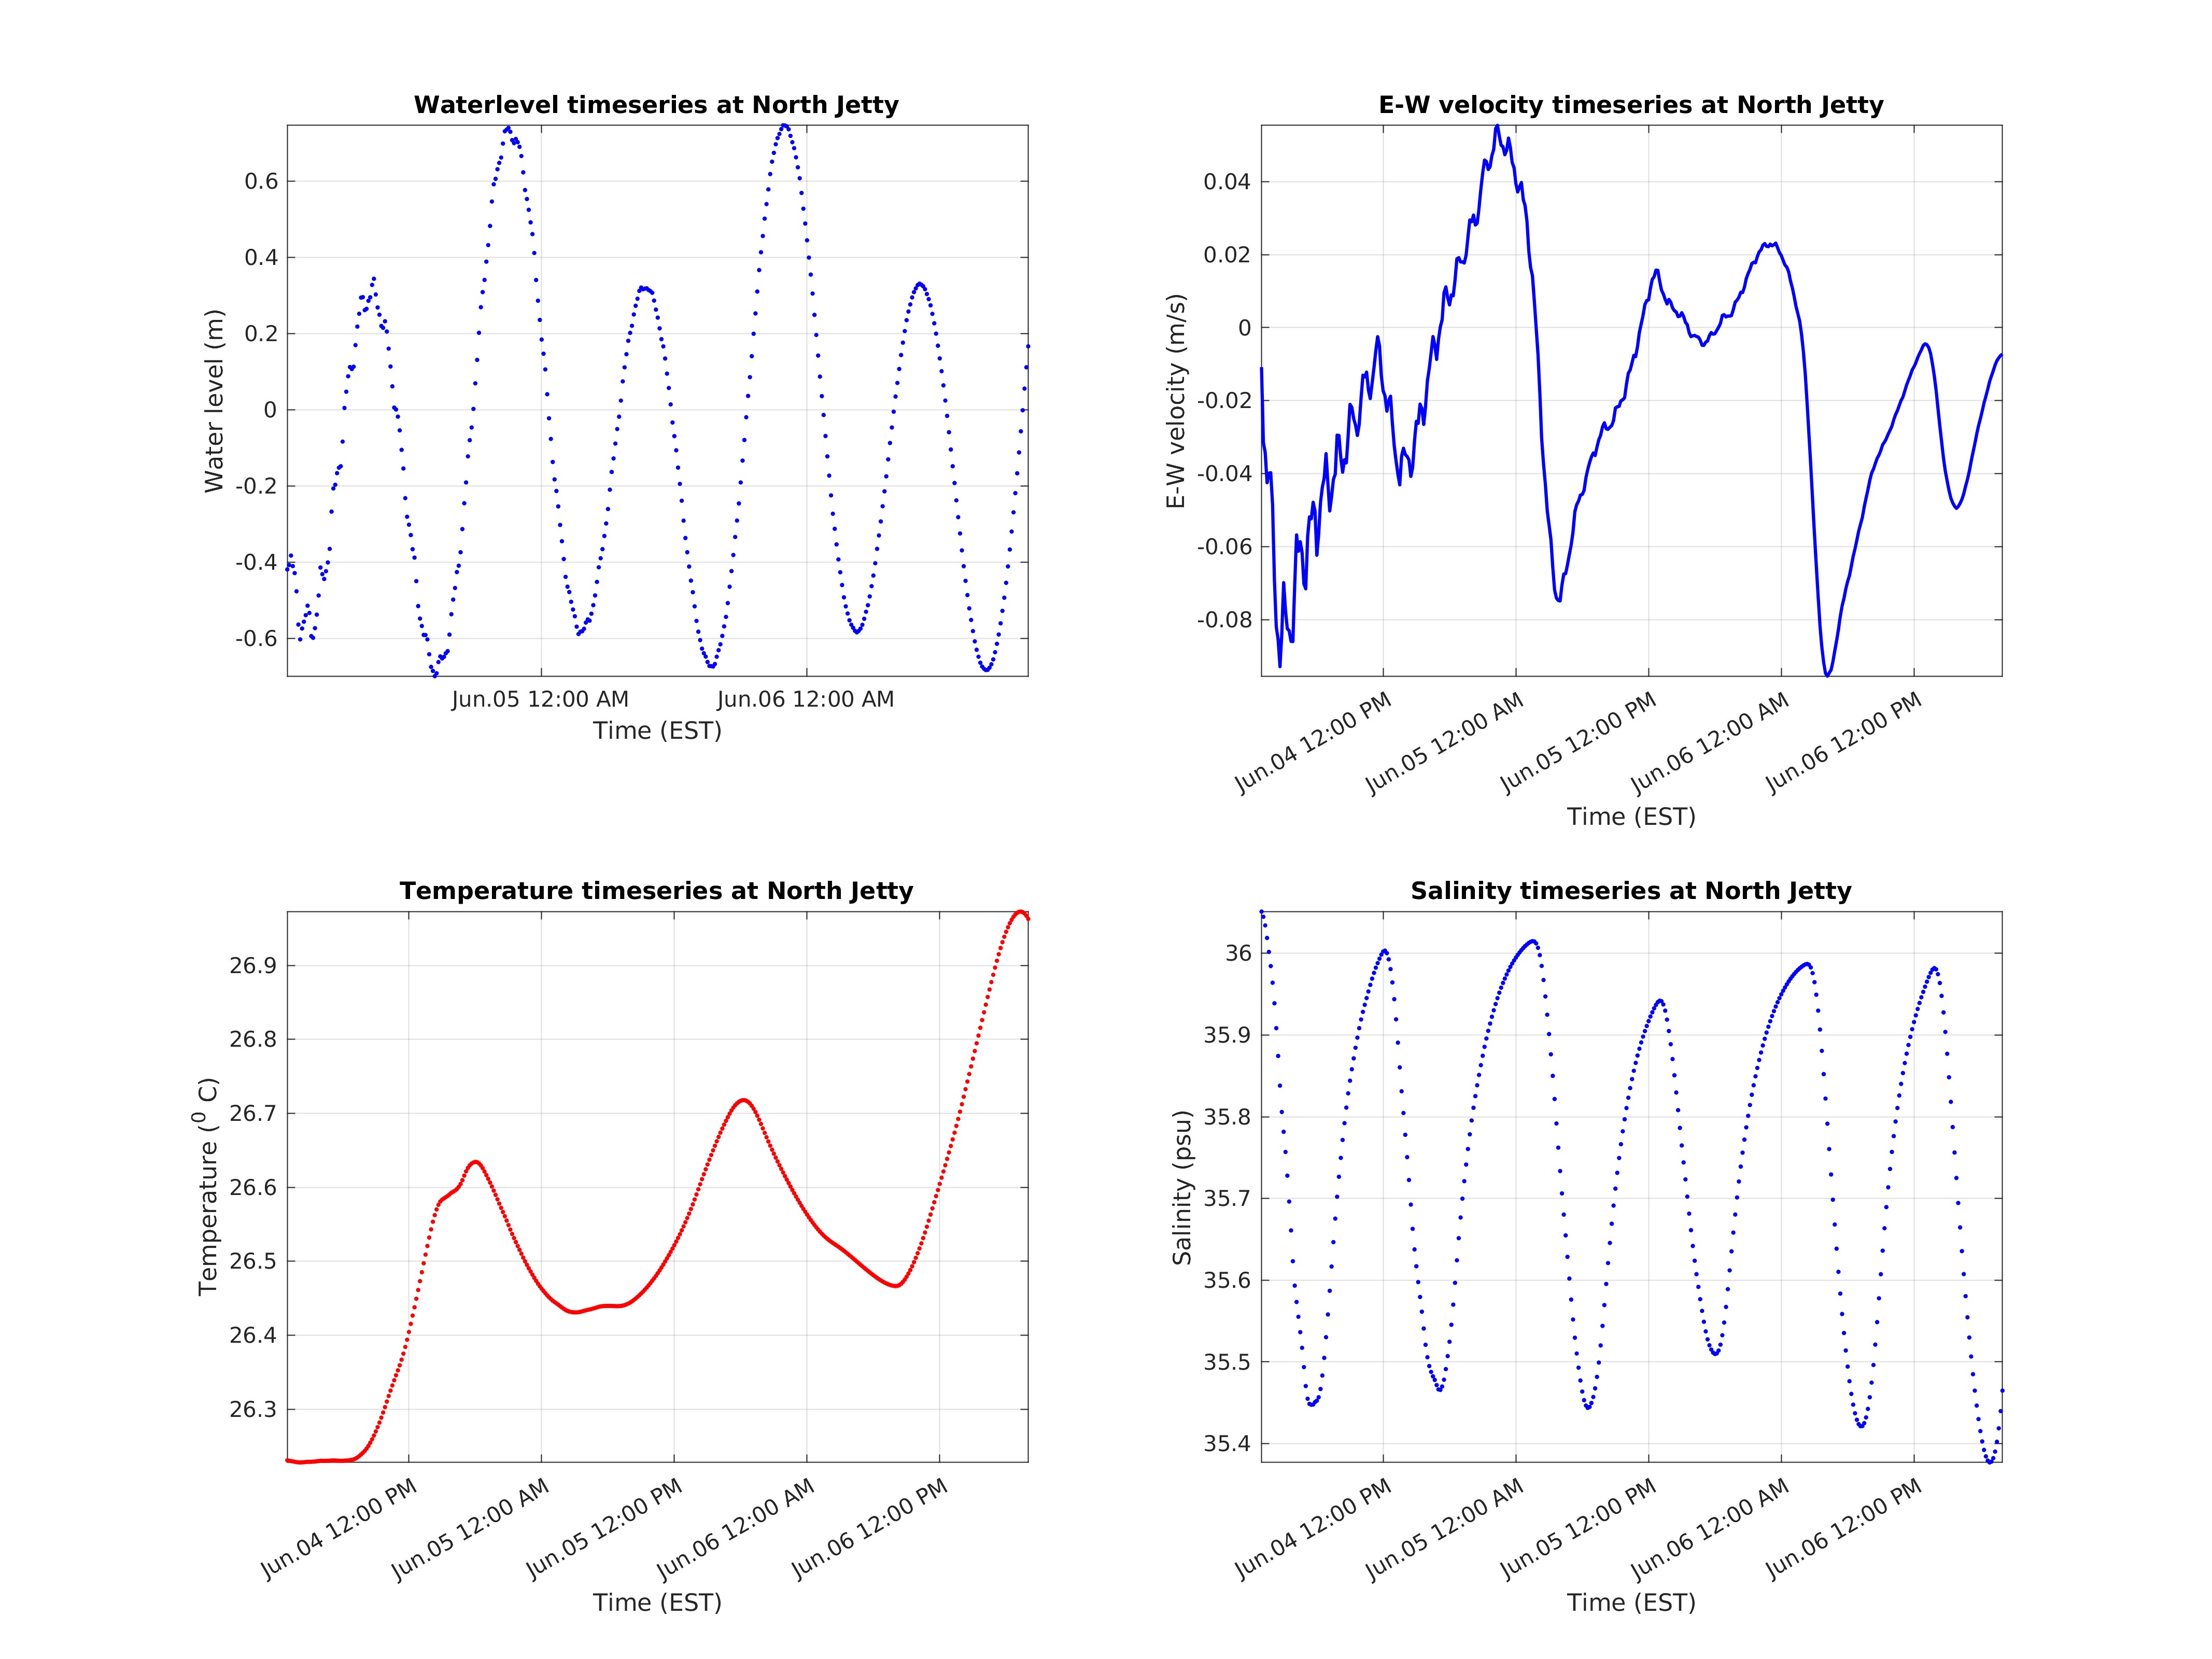 Waterlevel timeseries at North Jetty
0.6
0.4
0.2
0
-0.2
-0.4
-0.6
Water level (m)
Jun.05 12:00 AM
Jun.06 12:00 AM
Time (EST)
E-W velocity timeseries at North Jetty
0.04
0.02
0
-0.02
-0.04
-0.06
-0.08
E-W velocity (m/s)
Jun.04 12:00 PM
Jun.05 12:00 AM
Jun.05 12:00 PM
Jun.06 12:00 AM
Jun.06 12:00 PM
Time (EST)
Temperature timeseries at North Jetty
26.9
26.8
26.7
26.6
26.5
26.4
26.3
Temperature (⁰ C)
Jun.04 12:00 PM
Jun.05 12:00 AM
Jun.05 12:00 PM
Jun.06 12:00 AM
Jun.06 12:00 PM
Time (EST)
Salinity timeseries at North Jetty
36
35.9
35.8
35.7
35.6
35.5
35.4
Salinity (psu)
Jun.04 12:00 PM
Jun.05 12:00 AM
Jun.05 12:00 PM
Jun.06 12:00 AM
Jun.06 12:00 PM
Time (EST)